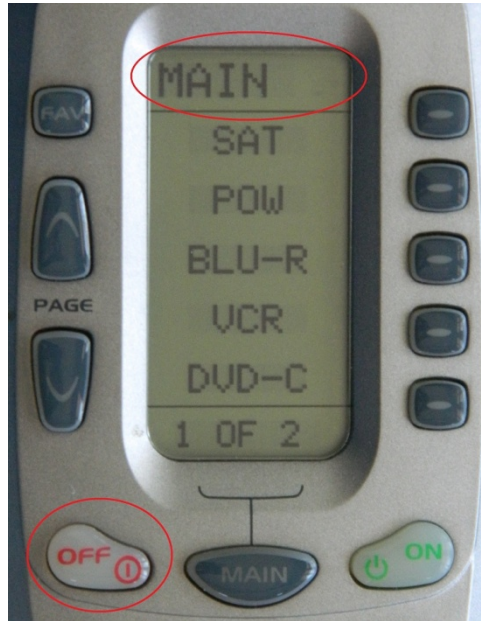 MAIN
FAV
SAT
POW
BLU-R
PAGE
VCR
DVD-C
1 OF 2
OFF
MAIN
ON